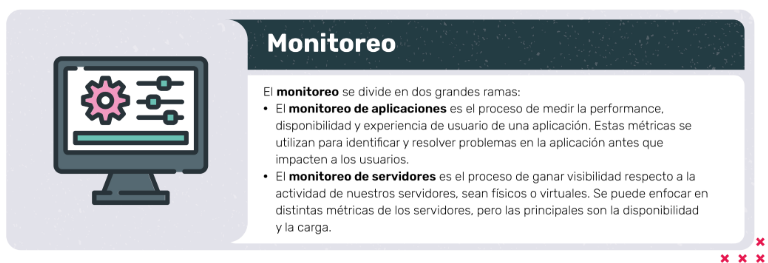 Monitoreo
El monitoreo se divide en dos grandes ramas:
• El monitoreo de aplicaciones es el proceso de medir la performance,
disponibilidad y experiencia de usuario de una aplicación. Estas métricas se
utilizan para identificar y resolver problemas en la aplicación antes que
impacten a los usuarios.
• El monitoreo de servidores es el proceso de ganar visibilidad respecto a la
actividad de nuestros servidores, sean físicos o virtuales. Se puede enfocar en
distintas métricas de los servidores, pero las principales son la disponibilidad
y la carga.